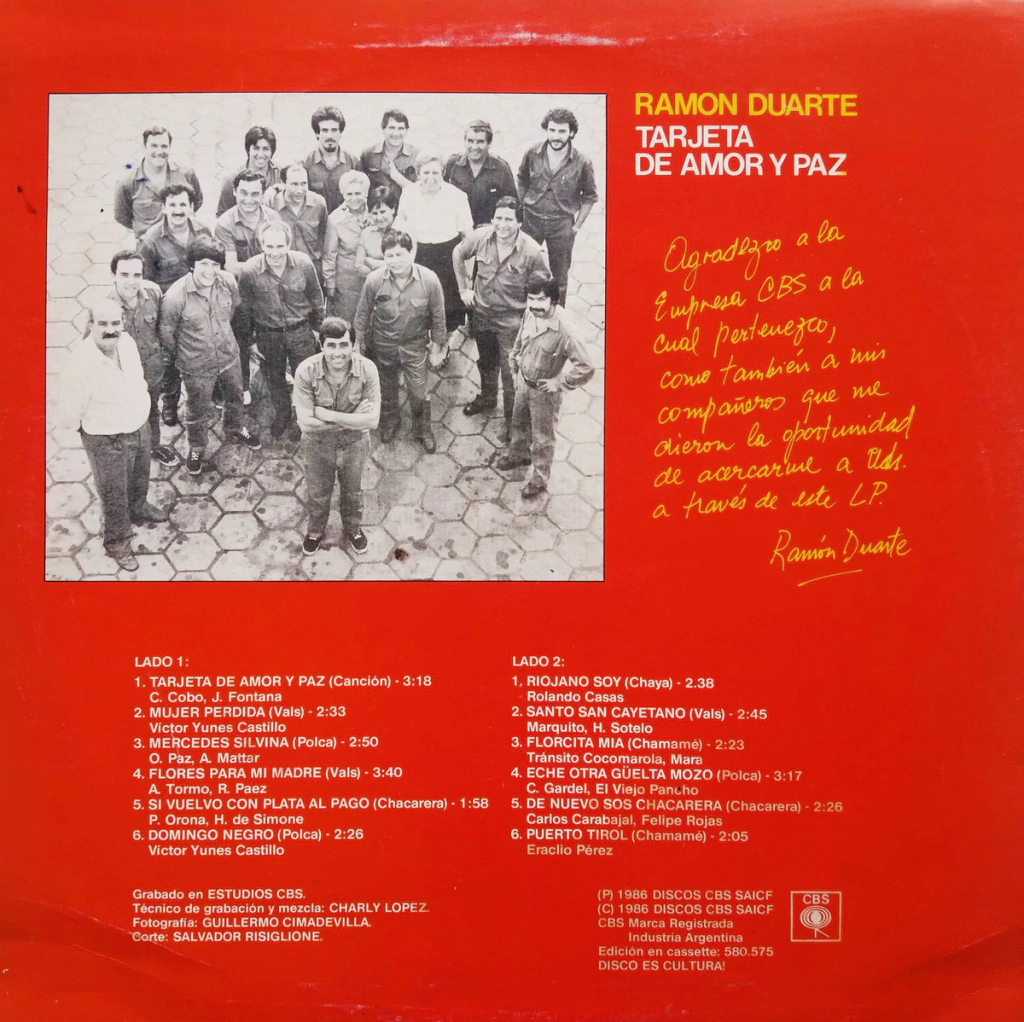 RAMON DUARTE
TARJETA
DE AMOR Y PAZ
Agradezco a la
Empresa CBS a la
cual pertenezco,
como también a mis
compañeros que me
dieron la oportunidad
de acercarme a Uds.
a través de este LP.
Ramón Duarte
LADO 1:
1. TARJETA DE AMOR Y PAZ (Canción) - 3:18
C. Cobo, J. Fontana
2. MUJER PERDIDA (Vals) - 2:33
Víctor Yunes Castillo
3. MERCEDES SILVINA (Polca) - 2:50
O. Paz, A. Mattar
4. FLORES PARA MI MADRE (Vals) - 3:40
A. Tormo, R. Paez
5. SI VUELVO CON PLATA AL PAGO (Chacarera) - 1:58
P. Orona, H. de Simone
6. DOMINGO NEGRO (Polca) - 2:26
Víctor Yunes Castillo
LADO 2:
1. RIOJANO SOY (Chaya) - 2.38
Rolando Casas
2. SANTO SAN CAYETANO (Vals) - 2:45
Marquito, H. Sotelo
3. FLORCITA MIA (Chamamé) - 2:23
Tránsito Cocomarola, Mara
4. ECHE OTRA GÜELTA MOZO (Polca) - 3:17
C. Gardel, El Viejo Pancho
5. DE NUEVO SOS CHACARERA (Chacarera) - 2:26
Carlos Carabajal, Felipe Rojas
6. PUERTO TIROL (Chamamé) - 2:05
Eraclio Pérez
Grabado en ESTUDIOS CBS.
Técnico de grabación y mezcla: CHARLY LOPEZ.
Fotografía: GUILLERMO CIMADEVILLA.
Corte: SALVADOR RISIGLIONE.
(P) 1986 DISCOS CBS SAICF
(C) 1986 DISCOS CBS SAICF
CBS Marca Registrada
Industria Argentina
Edición en cassette: 580.575
DISCO ES CULTURA!
CBS